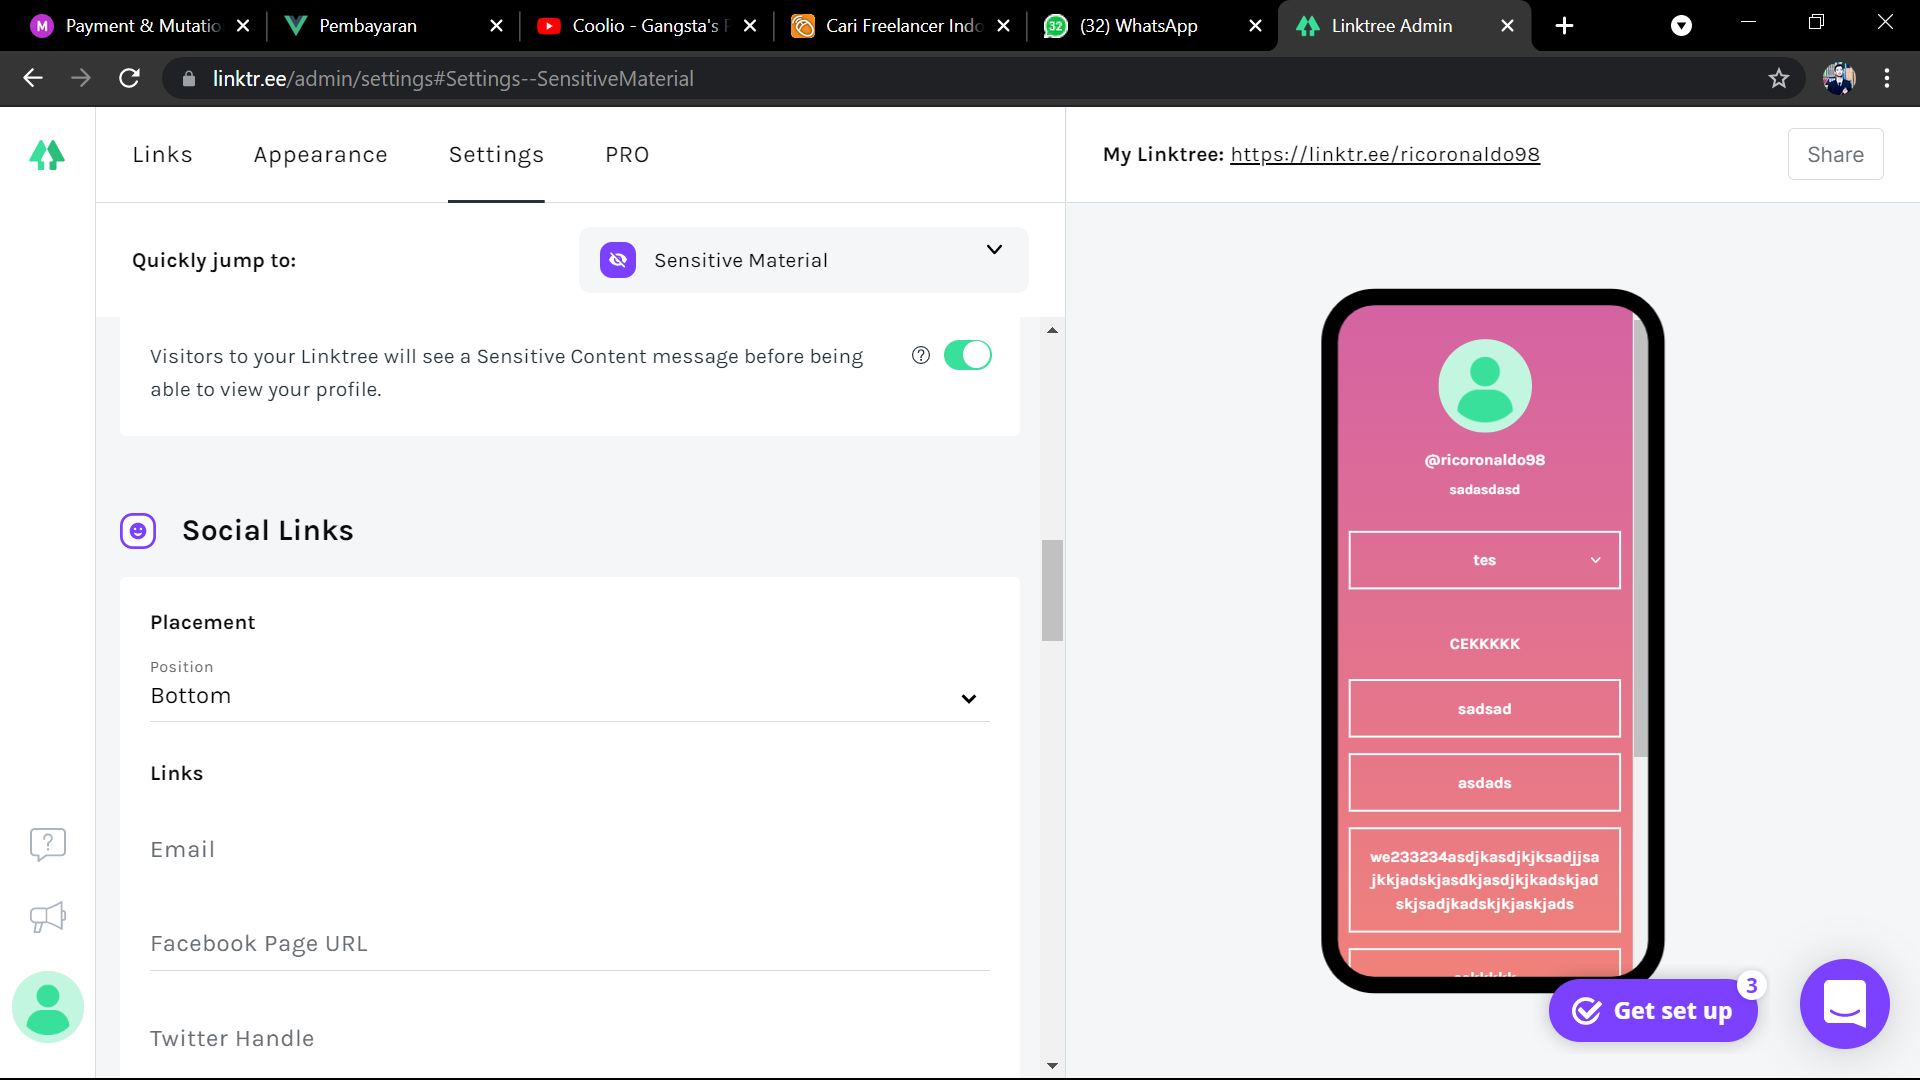 Payment & Mutatio
Pembayaran
Coolio - Gangsta's P
Cari Freelancer Indo
32
(32) WhatsApp
Linktree Admin
linktr.ee/admin/settings#Settings--SensitiveMaterial
Links
Appearance
Settings
PRO
My Linktree: https://linktr.ee/ricoronaldo98
Share
Quickly jump to:
Sensitive Material
Visitors to your Linktree will see a Sensitive Content message before being
able to view your profile.
Social Links
Placement
Position
Bottom
Links
Email
Facebook Page URL
Twitter Handle
@ricoronaldo98
sadasdasd
tes
CEKKKKK
sadsad
asdads
we233234asdjkasdjkjksadjjsa
jkkjadskjasdkjasdjkjkadskjad
skjsadjkadskjkjaskjads
Get set up
3